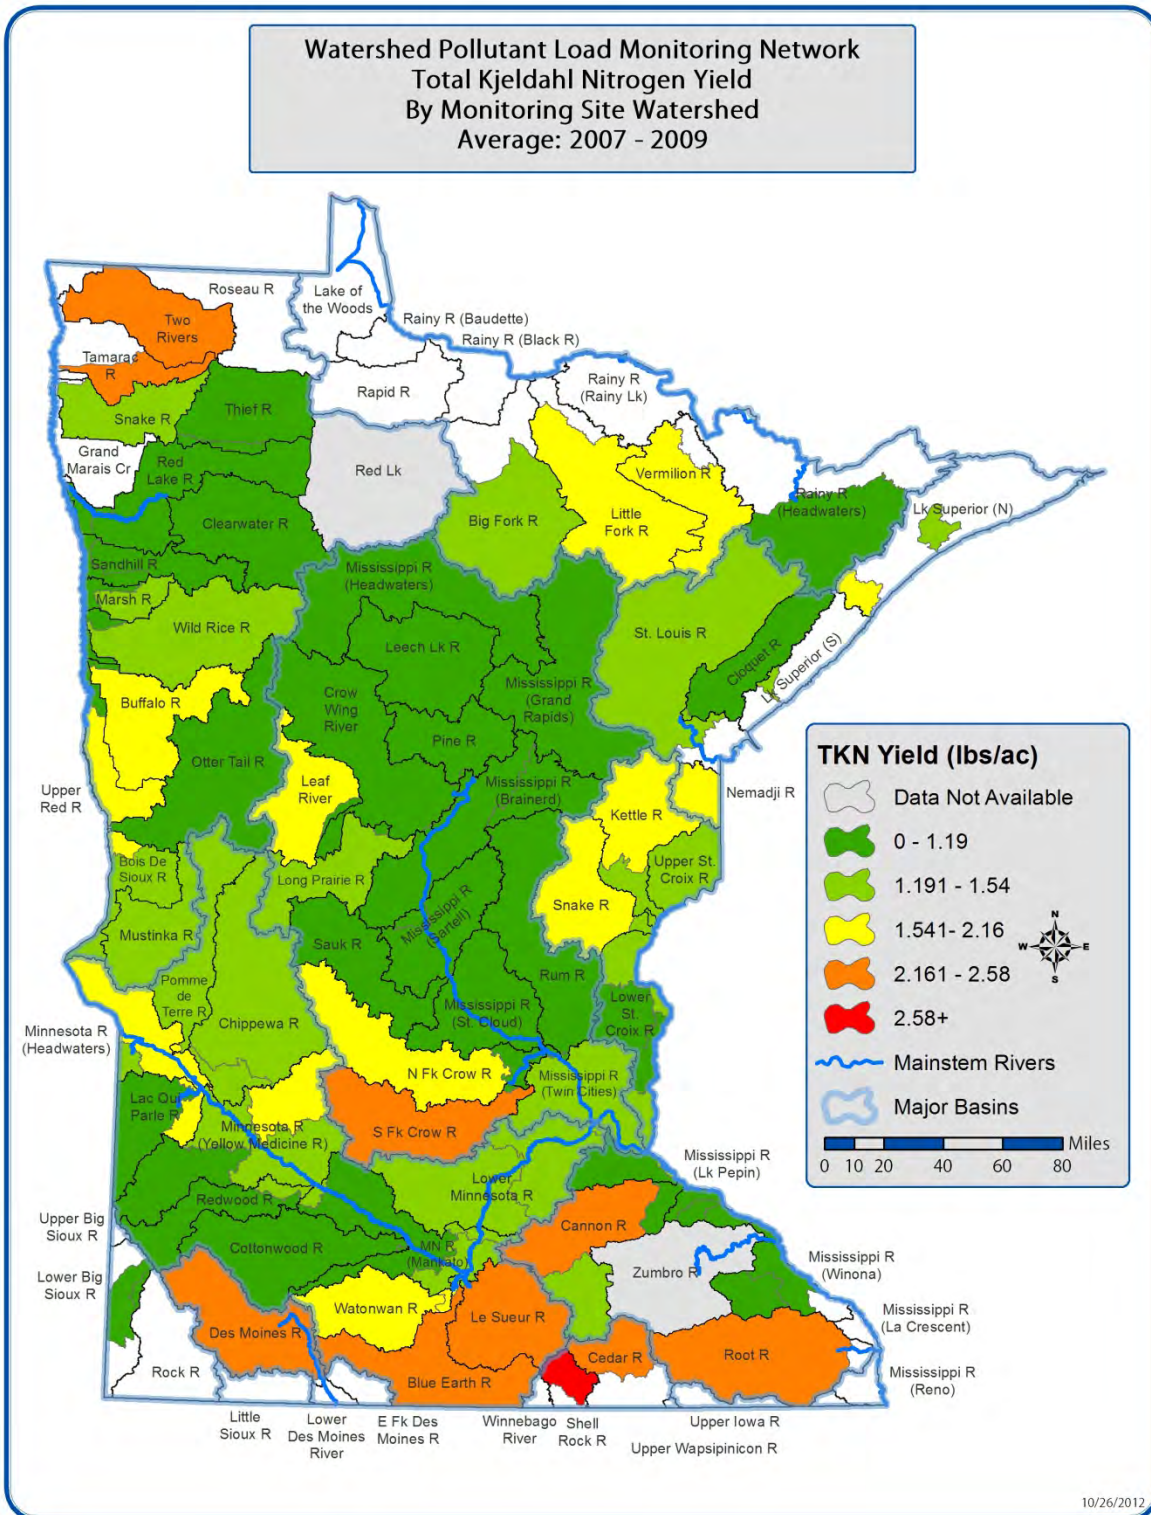 Watershed Pollutant Load Monitoring Network
Total Kjeldahl Nitrogen Yield
By Monitoring Site Watershed
Average: 2007 - 2009
Roseau R
Lake of
the Woods
Two
Rivers
Rainy R (Baudette)
Rainy R (Black R)
Tamarac
R
Rapid R
Rainy R
(Rainy Lk)
Snake R
Thief R
Grand
Marais Cr
Red
Lake R
Red Lk
Vermilion R
Clearwater R
Big Fork R
Little
Fork R
Rainy R
(Headwaters)
Lk Superior (N)
Sandhill R
Mississippi R
(Headwaters)
Marsh R
Wild Rice R
Leech Lk R
St. Louis R
Cloquet R
Lk Superior (S)
Buffalo R
Crow
Wing
River
Mississippi R
(Grand
Rapids)
Pine R
Otter Tail R
Upper
Red R
Leaf
River
Mississippi R
(Brainerd)
Nemadji R
Kettle R
Bois De
Sioux R
Long Prairie R
Upper St.
Croix R
Mustinka R
Mississippi R
(Sartell)
Snake R
Sauk R
Pomme
de
Terre R
Chippewa R
Rum R
Mississippi R
(St. Cloud)
Lower
St.
Croix R
Minnesota R
(Headwaters)
N Fk Crow R
Mississippi R
(Twin Cities)
Lac Qui
Parle R
Minnesota R
(Yellow Medicine R)
S Fk Crow R
Mississippi R
(Lk Pepin)
Lower
Minnesota R
Redwood R
Upper Big
Sioux R
Cannon R
Cottonwood R
MN R
(Mankato)
Zumbro R
Mississippi R
(Winona)
Lower Big
Sioux R
Watonwan R
Le Sueur R
Mississippi R
(La Crescent)
Des Moines R
Cedar R
Root R
Rock R
Blue Earth R
Mississippi R
(Reno)
Little
Sioux R
Lower
Des Moines
River
E Fk Des
Moines R
Winnebago
River
Shell
Rock R
Upper Iowa R
Upper Wapsipinicon R
TKN Yield (lbs/ac)
Data Not Available
0 - 1.19
1.191 - 1.54
1.541- 2.16
2.161 - 2.58
2.58+
N
W E
S
Mainstem Rivers
Major Basins
Miles
0 10 20 40 60 80
10/26/2012